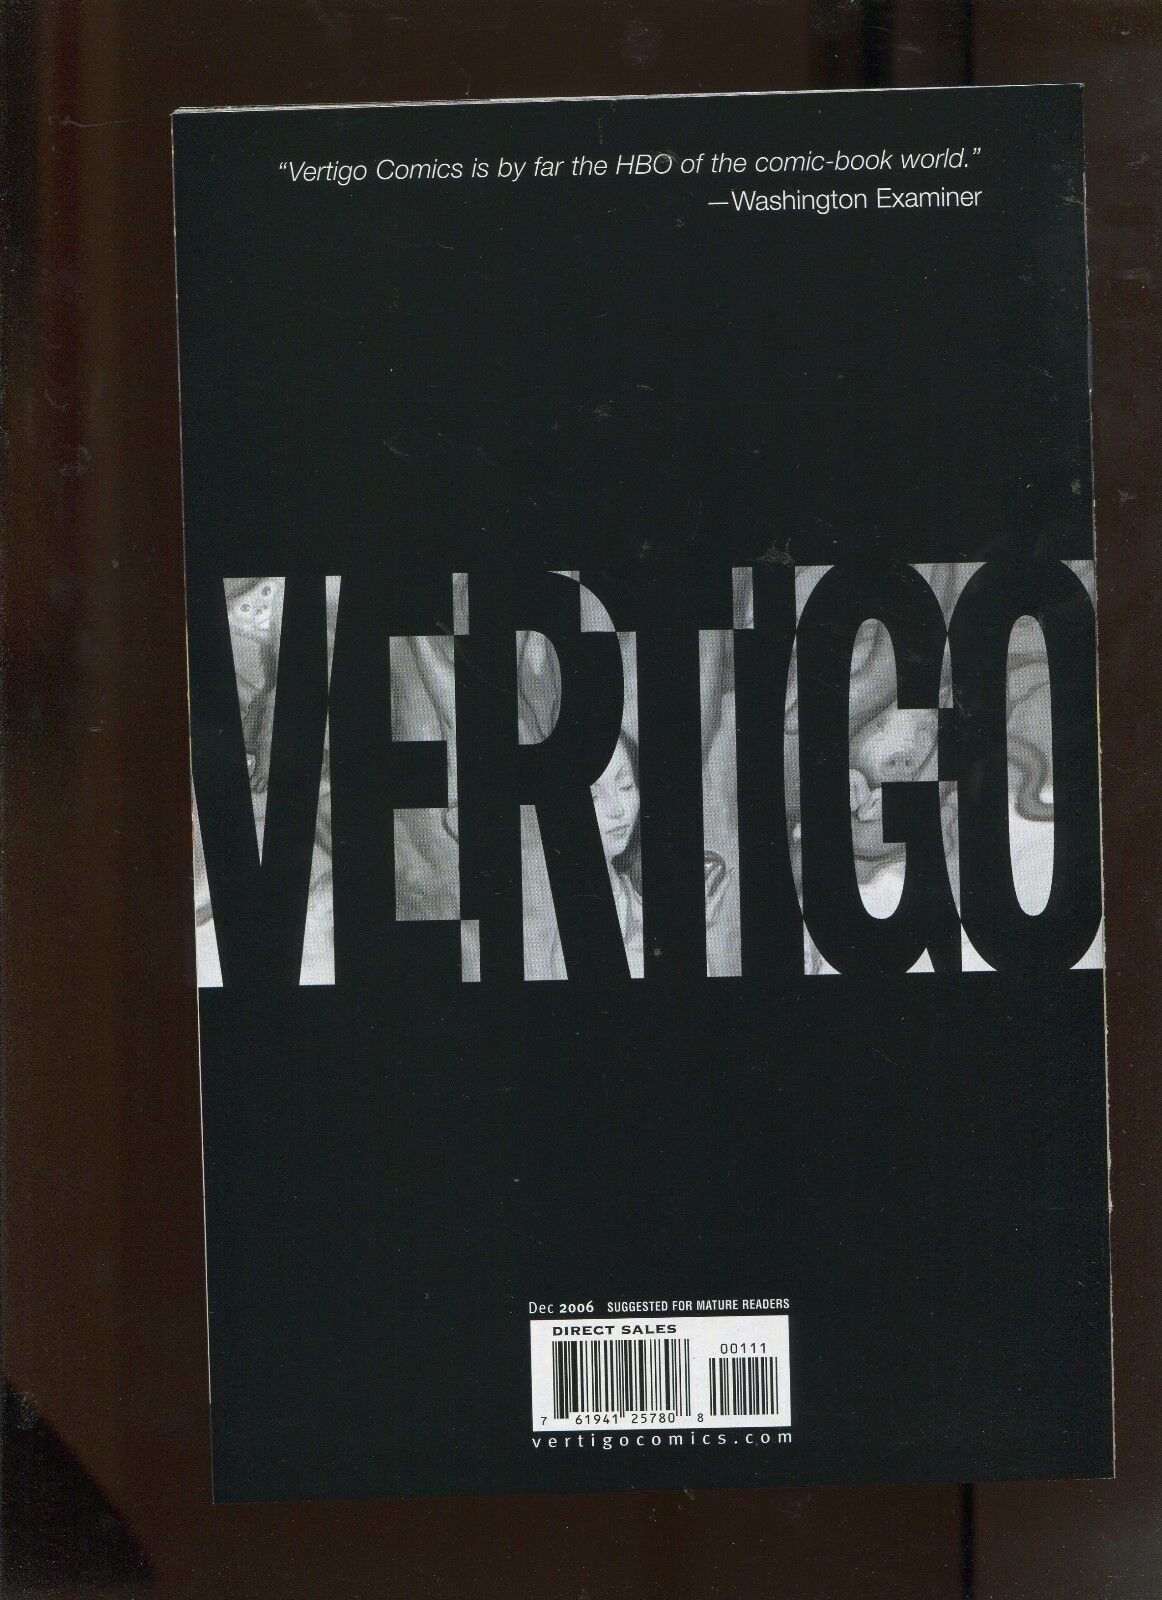 “Vertigo Comics is by far the HBO of the comic-book world.”
—Washington Examiner
VERTIGO
Dec 2006 SUGGESTED FOR MATURE READERS
DIRECT SALES
00111
7 61941 25780 8
vertigocomics.com